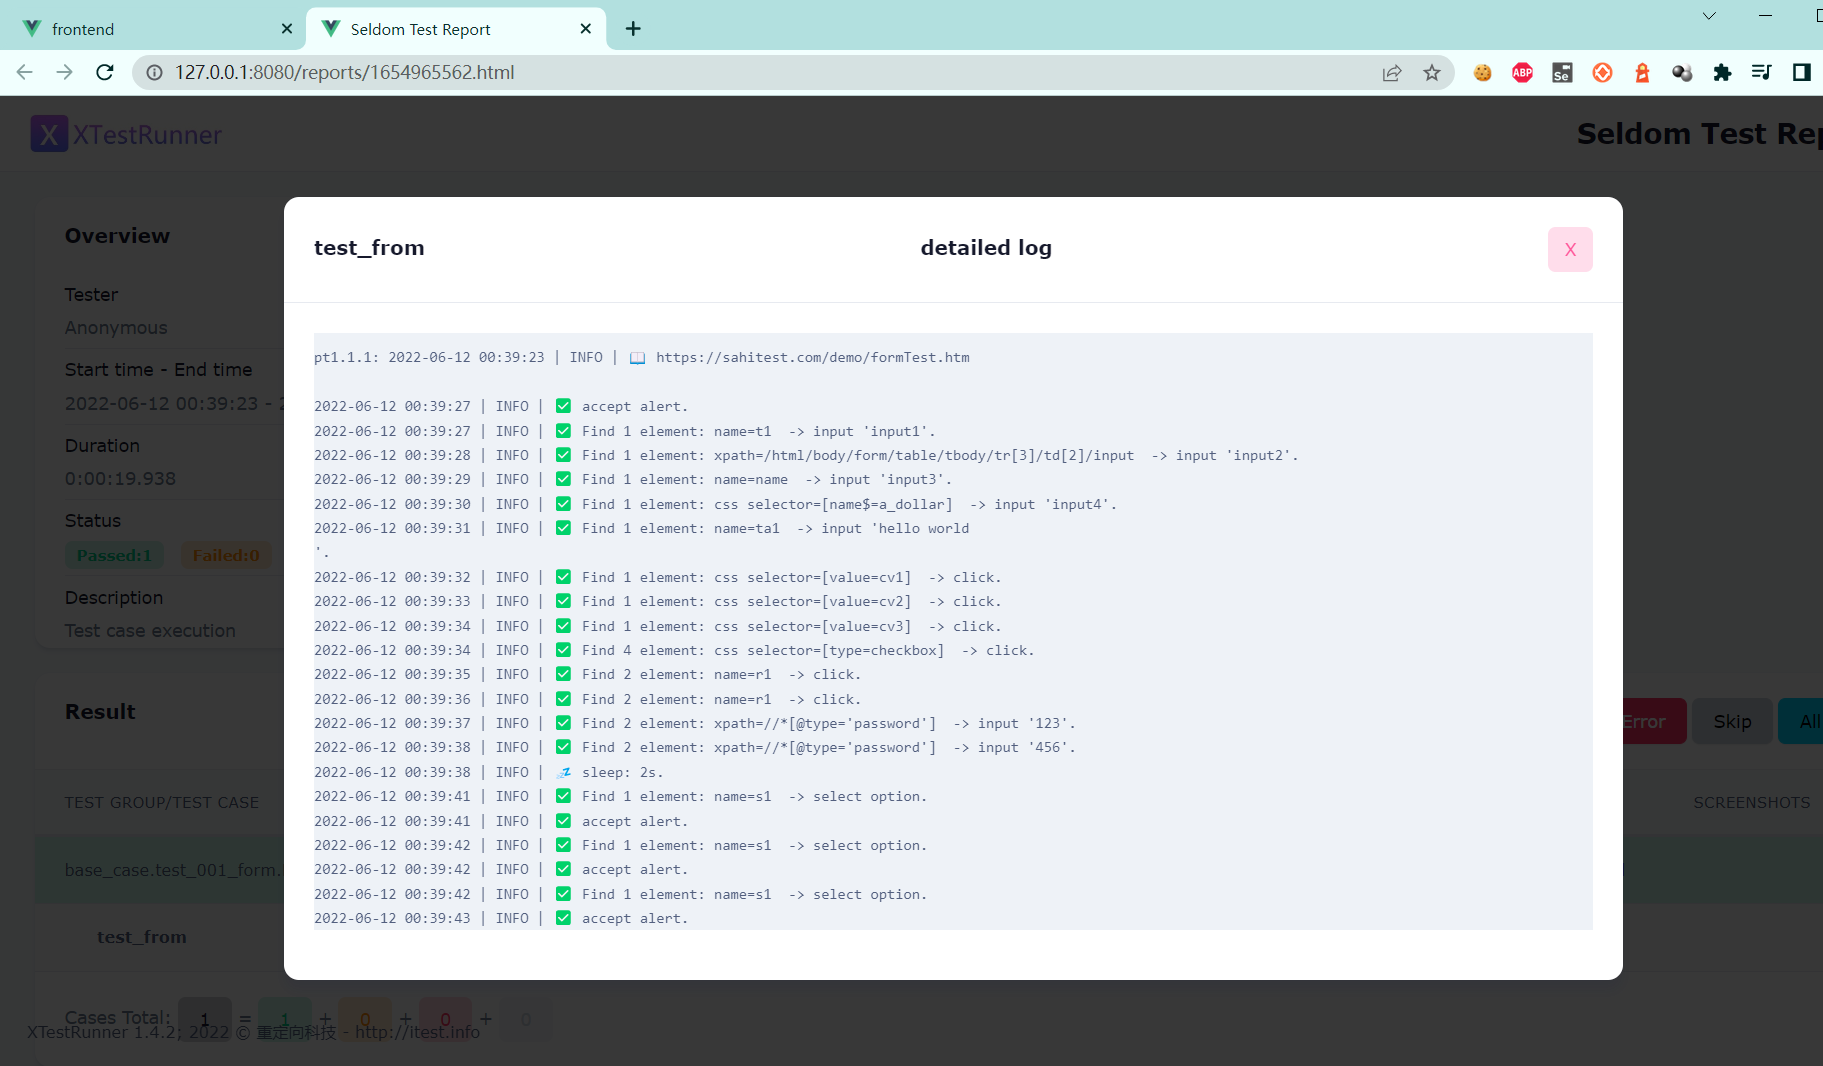 frontend
Seldom Test Report
127.0.0.1:8080/reports/1654965562.html
ABP
Se
X XTestRunner
Seldom Test Rep
Overview
Tester
Anonymous
Start time - End time
2022-06-12 00:39:23 - 2
Duration
0:00:19.938
Status
Passed:1 Failed:0
Description
Test case execution
Result
Error Skip All
TEST GROUP/TEST CASE
SCREENSHOTS
base_case.test_001_form.
test_from
Cases Total: 1 = 1 + 0 + 0 + 0
XTestRunner 1.4.2; 2022 © 重定向科技 - http://itest.info
test_from
detailed log
X
pt1.1.1: 2022-06-12 00:39:23 | INFO | 📖 https://sahitest.com/demo/formTest.htm
2022-06-12 00:39:27 | INFO | ✅ accept alert.
2022-06-12 00:39:27 | INFO | ✅ Find 1 element: name=t1  -> input 'input1'.
2022-06-12 00:39:28 | INFO | ✅ Find 1 element: xpath=/html/body/form/table/tbody/tr[3]/td[2]/input  -> input 'input2'.
2022-06-12 00:39:29 | INFO | ✅ Find 1 element: name=name  -> input 'input3'.
2022-06-12 00:39:30 | INFO | ✅ Find 1 element: css selector=[name$=a_dollar]  -> input 'input4'.
2022-06-12 00:39:31 | INFO | ✅ Find 1 element: name=ta1  -> input 'hello world
'.
2022-06-12 00:39:32 | INFO | ✅ Find 1 element: css selector=[value=cv1]  -> click.
2022-06-12 00:39:33 | INFO | ✅ Find 1 element: css selector=[value=cv2]  -> click.
2022-06-12 00:39:34 | INFO | ✅ Find 1 element: css selector=[value=cv3]  -> click.
2022-06-12 00:39:34 | INFO | ✅ Find 4 element: css selector=[type=checkbox]  -> click.
2022-06-12 00:39:35 | INFO | ✅ Find 2 element: name=r1  -> click.
2022-06-12 00:39:36 | INFO | ✅ Find 2 element: name=r1  -> click.
2022-06-12 00:39:37 | INFO | ✅ Find 2 element: xpath=//*[@type='password']  -> input '123'.
2022-06-12 00:39:38 | INFO | ✅ Find 2 element: xpath=//*[@type='password']  -> input '456'.
2022-06-12 00:39:38 | INFO | 💤 sleep: 2s.
2022-06-12 00:39:41 | INFO | ✅ Find 1 element: name=s1  -> select option.
2022-06-12 00:39:41 | INFO | ✅ accept alert.
2022-06-12 00:39:42 | INFO | ✅ Find 1 element: name=s1  -> select option.
2022-06-12 00:39:42 | INFO | ✅ accept alert.
2022-06-12 00:39:42 | INFO | ✅ Find 1 element: name=s1  -> select option.
2022-06-12 00:39:43 | INFO | ✅ accept alert.